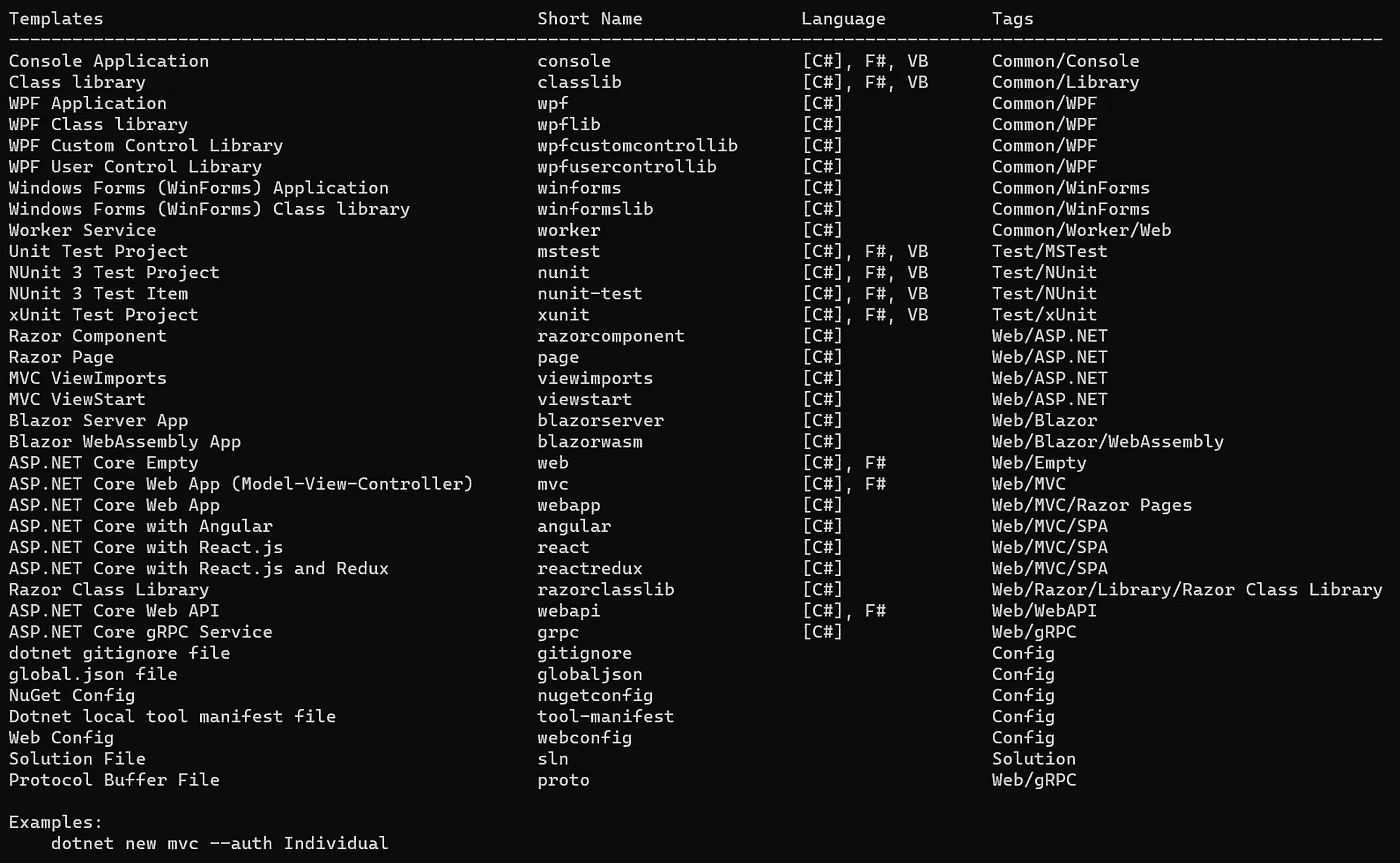 Templates Short Name Language Tags
--------------------------------------------------------------------------------------------------------------------------------------
Console Application console [C#], F#, VB Common/Console
Class library classlib [C#], F#, VB Common/Library
WPF Application wpf [C#] Common/WPF
WPF Class library wpflib [C#] Common/WPF
WPF Custom Control Library wpfcustomcontrollib [C#] Common/WPF
WPF User Control Library wpfusercontrollib [C#] Common/WPF
Windows Forms (WinForms) Application winforms [C#] Common/WinForms
Windows Forms (WinForms) Class library winformslib [C#] Common/WinForms
Worker Service worker [C#] Common/Worker/Web
Unit Test Project mstest [C#], F#, VB Test/MSTest
NUnit 3 Test Project nunit [C#], F#, VB Test/NUnit
NUnit 3 Test Item nunit-test [C#], F#, VB Test/NUnit
xUnit Test Project xunit [C#], F#, VB Test/xUnit
Razor Component razorcomponent [C#] Web/ASP.NET
Razor Page page [C#] Web/ASP.NET
MVC ViewImports viewimports [C#] Web/ASP.NET
MVC ViewStart viewstart [C#] Web/ASP.NET
Blazor Server App blazorserver [C#] Web/Blazor
Blazor WebAssembly App blazorwasm [C#] Web/Blazor/WebAssembly
ASP.NET Core Empty web [C#], F# Web/Empty
ASP.NET Core Web App (Model-View-Controller) mvc [C#], F# Web/MVC
ASP.NET Core Web App webapp [C#] Web/MVC/Razor Pages
ASP.NET Core with Angular angular [C#] Web/MVC/SPA
ASP.NET Core with React.js react [C#] Web/MVC/SPA
ASP.NET Core with React.js and Redux reactredux [C#] Web/MVC/SPA
Razor Class Library razorclasslib [C#] Web/Razor/Library/Razor Class Library
ASP.NET Core Web API webapi [C#], F# Web/WebAPI
ASP.NET Core gRPC Service grpc [C#] Web/gRPC
dotnet gitignore file gitignore Config
global.json file globaljson Config
NuGet Config nugetconfig Config
Dotnet local tool manifest file tool-manifest Config
Web Config webconfig Config
Solution File sln Solution
Protocol Buffer File proto Web/gRPC
Examples:
dotnet new mvc --auth Individual